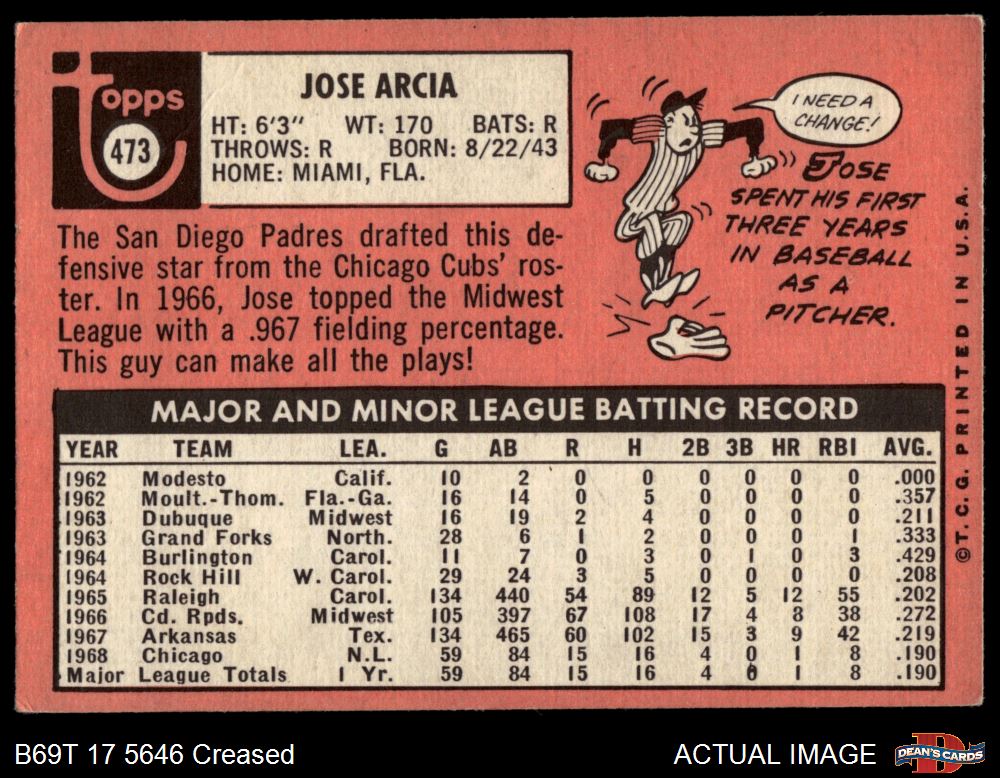 Topps
473
JOSE ARCIA
HT: 6'3" WT: 170 BATS: R
THROWS: R BORN: 8/22/43
HOME: MIAMI, FLA.
The San Diego Padres drafted this de-
fensive star from the Chicago Cubs' ros-
ter. In 1966, Jose topped the Midwest
League with a .967 fielding percentage.
This guy can make all the plays!
I NEED A
CHANGE!
JOSE
SPENT HIS FIRST
THREE YEARS
IN BASEBALL
AS A
PITCHER.
©T.C.G. PRINTED IN U.S.A.
MAJOR AND MINOR LEAGUE BATTING RECORD
YEAR TEAM LEA. G AB R H 2B 3B HR RBI AVG.
1962 Modesto Calif. 10 2 0 0 0 0 0 0 .000
1962 Moult.-Thom. Fla.-Ga. 16 14 0 5 0 0 0 0 .357
1963 Dubuque Midwest 16 19 2 4 0 0 0 0 .211
1963 Grand Forks North. 28 6 1 2 0 0 0 1 .333
1964 Burlington Carol. 11 7 0 3 0 1 0 3 .429
1964 Rock Hill W. Carol. 29 24 3 5 0 0 0 0 .208
1965 Raleigh Carol. 134 440 54 89 12 5 12 55 .202
1966 Cd. Rpds. Midwest 105 397 67 108 17 4 8 38 .272
1967 Arkansas Tex. 134 465 60 102 15 3 9 42 .219
1968 Chicago N.L. 59 84 15 16 4 0 1 8 .190
Major League Totals 1 Yr. 59 84 15 16 4 0 1 8 .190
B69T 17 5646 Creased
ACTUAL IMAGE
DEAN'S CARDS